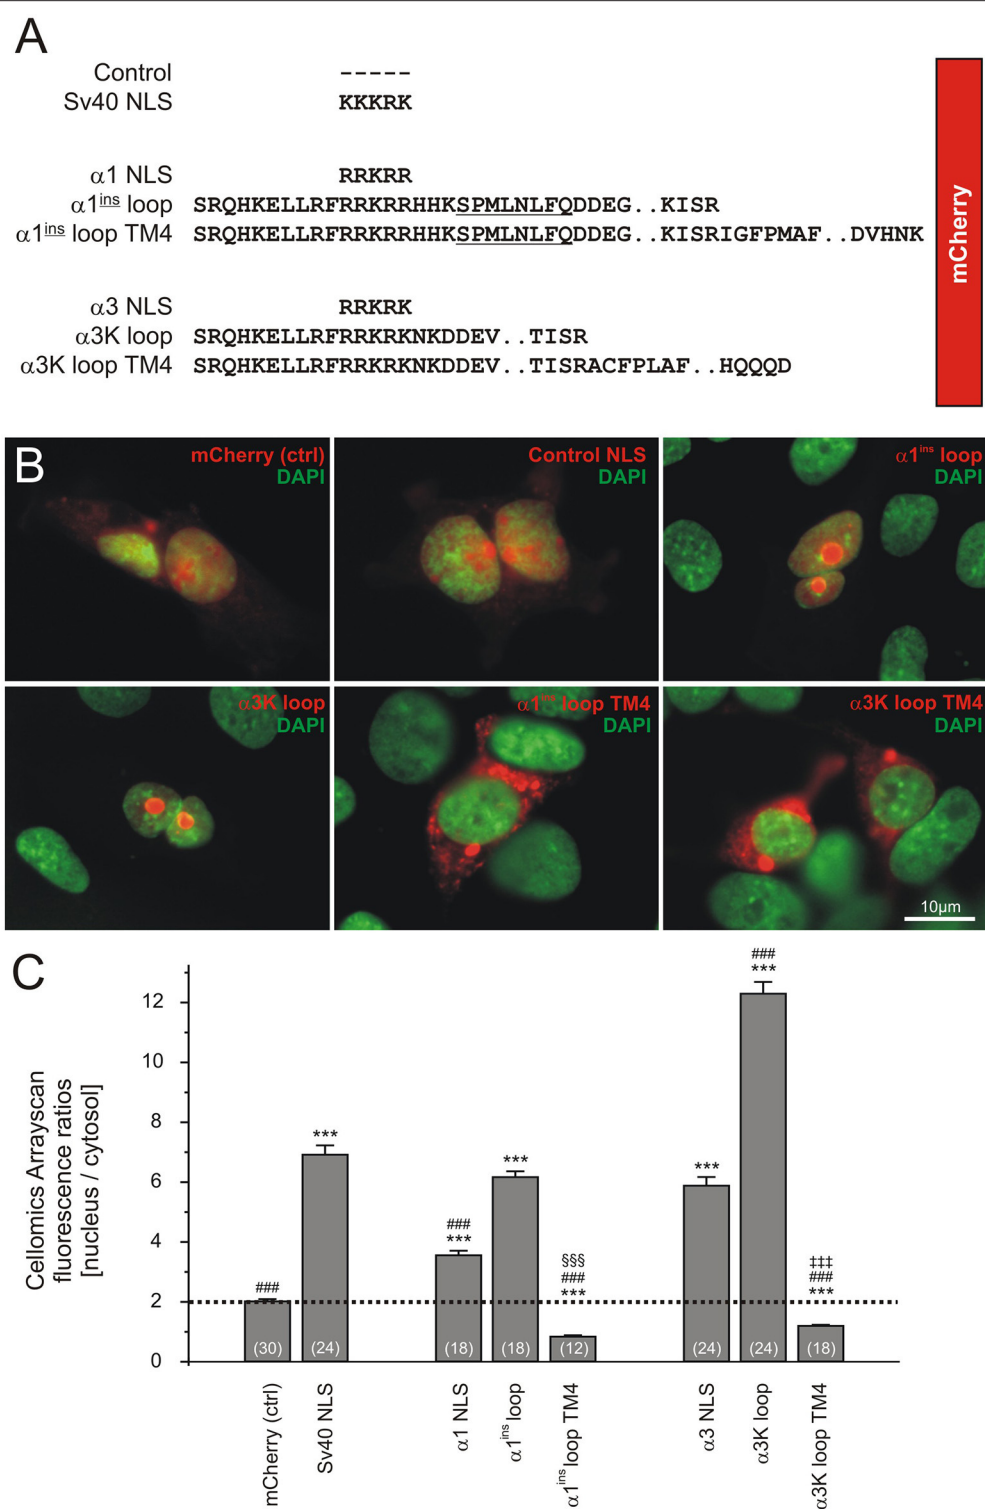 A
Control -----
Sv40 NLS KKKRK
α1 NLS RRKRR
α1ins loop SRQHKELLRFRRKRRHHKSPMLNLFQDDEG..KISR
α1ins loop TM4 SRQHKELLRFRRKRRHHKSPMLNLFQDDEG..KISRIGFPMAF..DVHNK
α3 NLS RRKRK
α3K loop SRQHKELLRFRRKRKNKDDEV..TISR
α3K loop TM4 SRQHKELLRFRRKRKNKDDEV..TISRACFPLAF..HQQQD
mCherry
B
mCherry (ctrl)
DAPI
Control NLS
DAPI
α1ins loop
DAPI
α3K loop
DAPI
α1ins loop TM4
DAPI
α3K loop TM4
DAPI
10µm
C
Cellomics Arrayscan
fluorescence ratios
[nucleus / cytosol]
12
10
8
6
4
2
0
###
***
###
***
***
§§§
###
***
***
###
***
‡‡‡
###
***
(30)
(24)
(18)
(18)
(12)
(24)
(24)
(18)
mCherry (ctrl)
Sv40 NLS
α1 NLS
α1ins loop
α1ins loop TM4
α3 NLS
α3K loop
α3K loop TM4